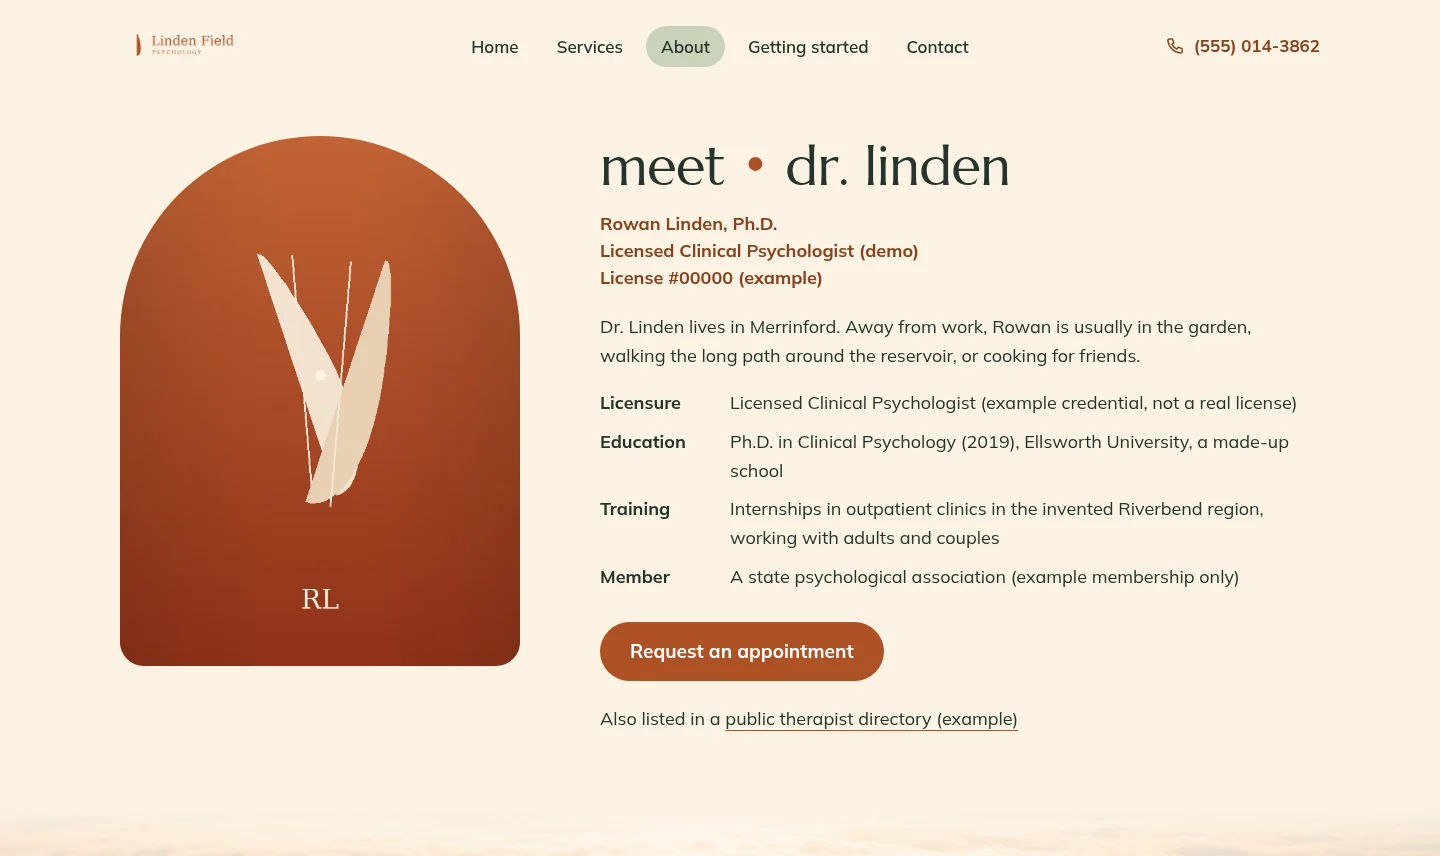 Linden Field
PSYCHOLOGY
Home
Services
About
Getting started
Contact
(555) 014-3862
meet • dr. linden
Rowan Linden, Ph.D.
Licensed Clinical Psychologist (demo)
License #00000 (example)
Dr. Linden lives in Merrinford. Away from work, Rowan is usually in the garden,
walking the long path around the reservoir, or cooking for friends.
Licensure Licensed Clinical Psychologist (example credential, not a real license)
Education Ph.D. in Clinical Psychology (2019), Ellsworth University, a made-up
school
Training Internships in outpatient clinics in the invented Riverbend region,
working with adults and couples
Member A state psychological association (example membership only)
RL
Request an appointment
Also listed in a public therapist directory (example)